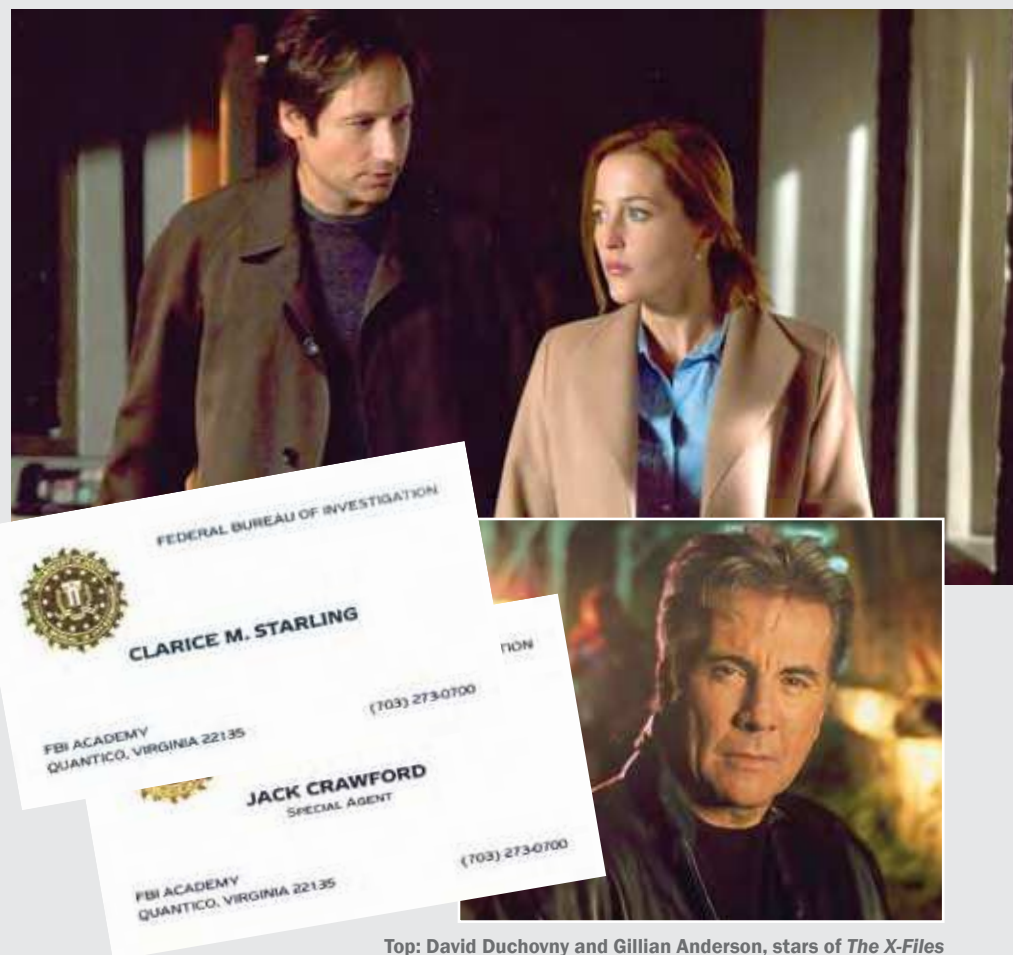 FEDERAL BUREAU OF INVESTIGATION
CLARICE M. STARLING
(703) 273-0700
FBI ACADEMY
QUANTICO, VIRGINIA 22135
TION
JACK CRAWFORD
SPECIAL AGENT
(703) 273-0700
FBI ACADEMY
QUANTICO, VIRGINIA 22135
Top: David Duchovny and Gillian Anderson, stars of The X-Files